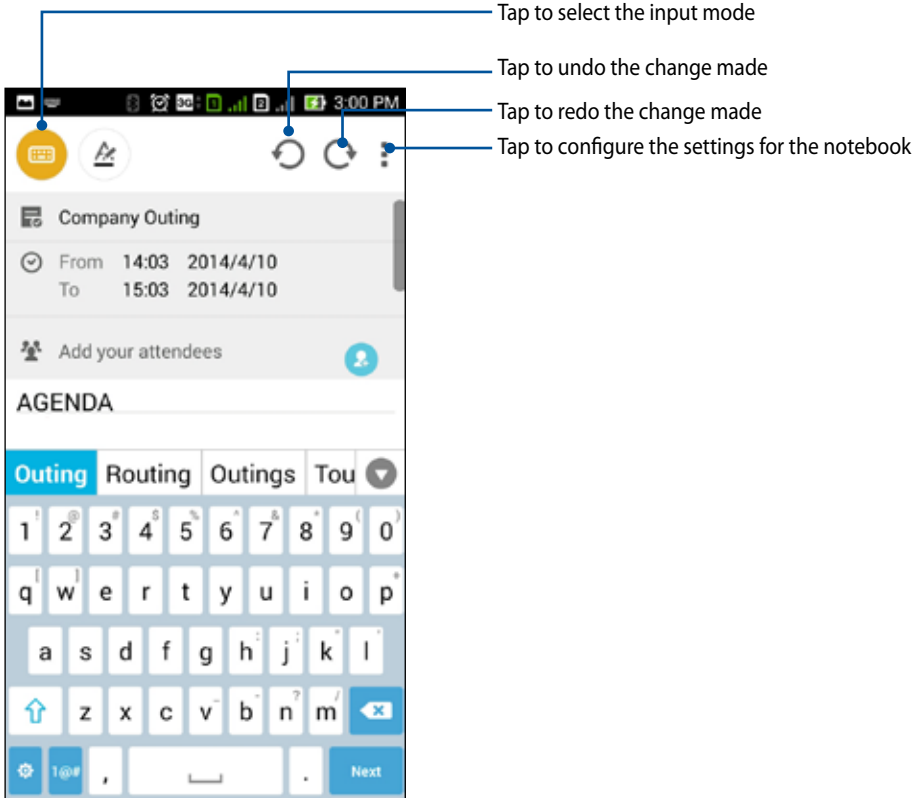 Tap to select the input mode
Tap to undo the change made
Tap to redo the change made
Tap to configure the settings for the notebook
3G 1 2 3:00 PM
Company Outing
From 14:03 2014/4/10
To 15:03 2014/4/10
Add your attendees
AGENDA
Outing Routing Outings Tou
! @ # $ % ^ & * ( )
1 2 3 4 5 6 7 8 9 0
[ ] +
q w e r t y u i o p
a s d f g h j k l
z x c v b n ? m /
1@# , . Next